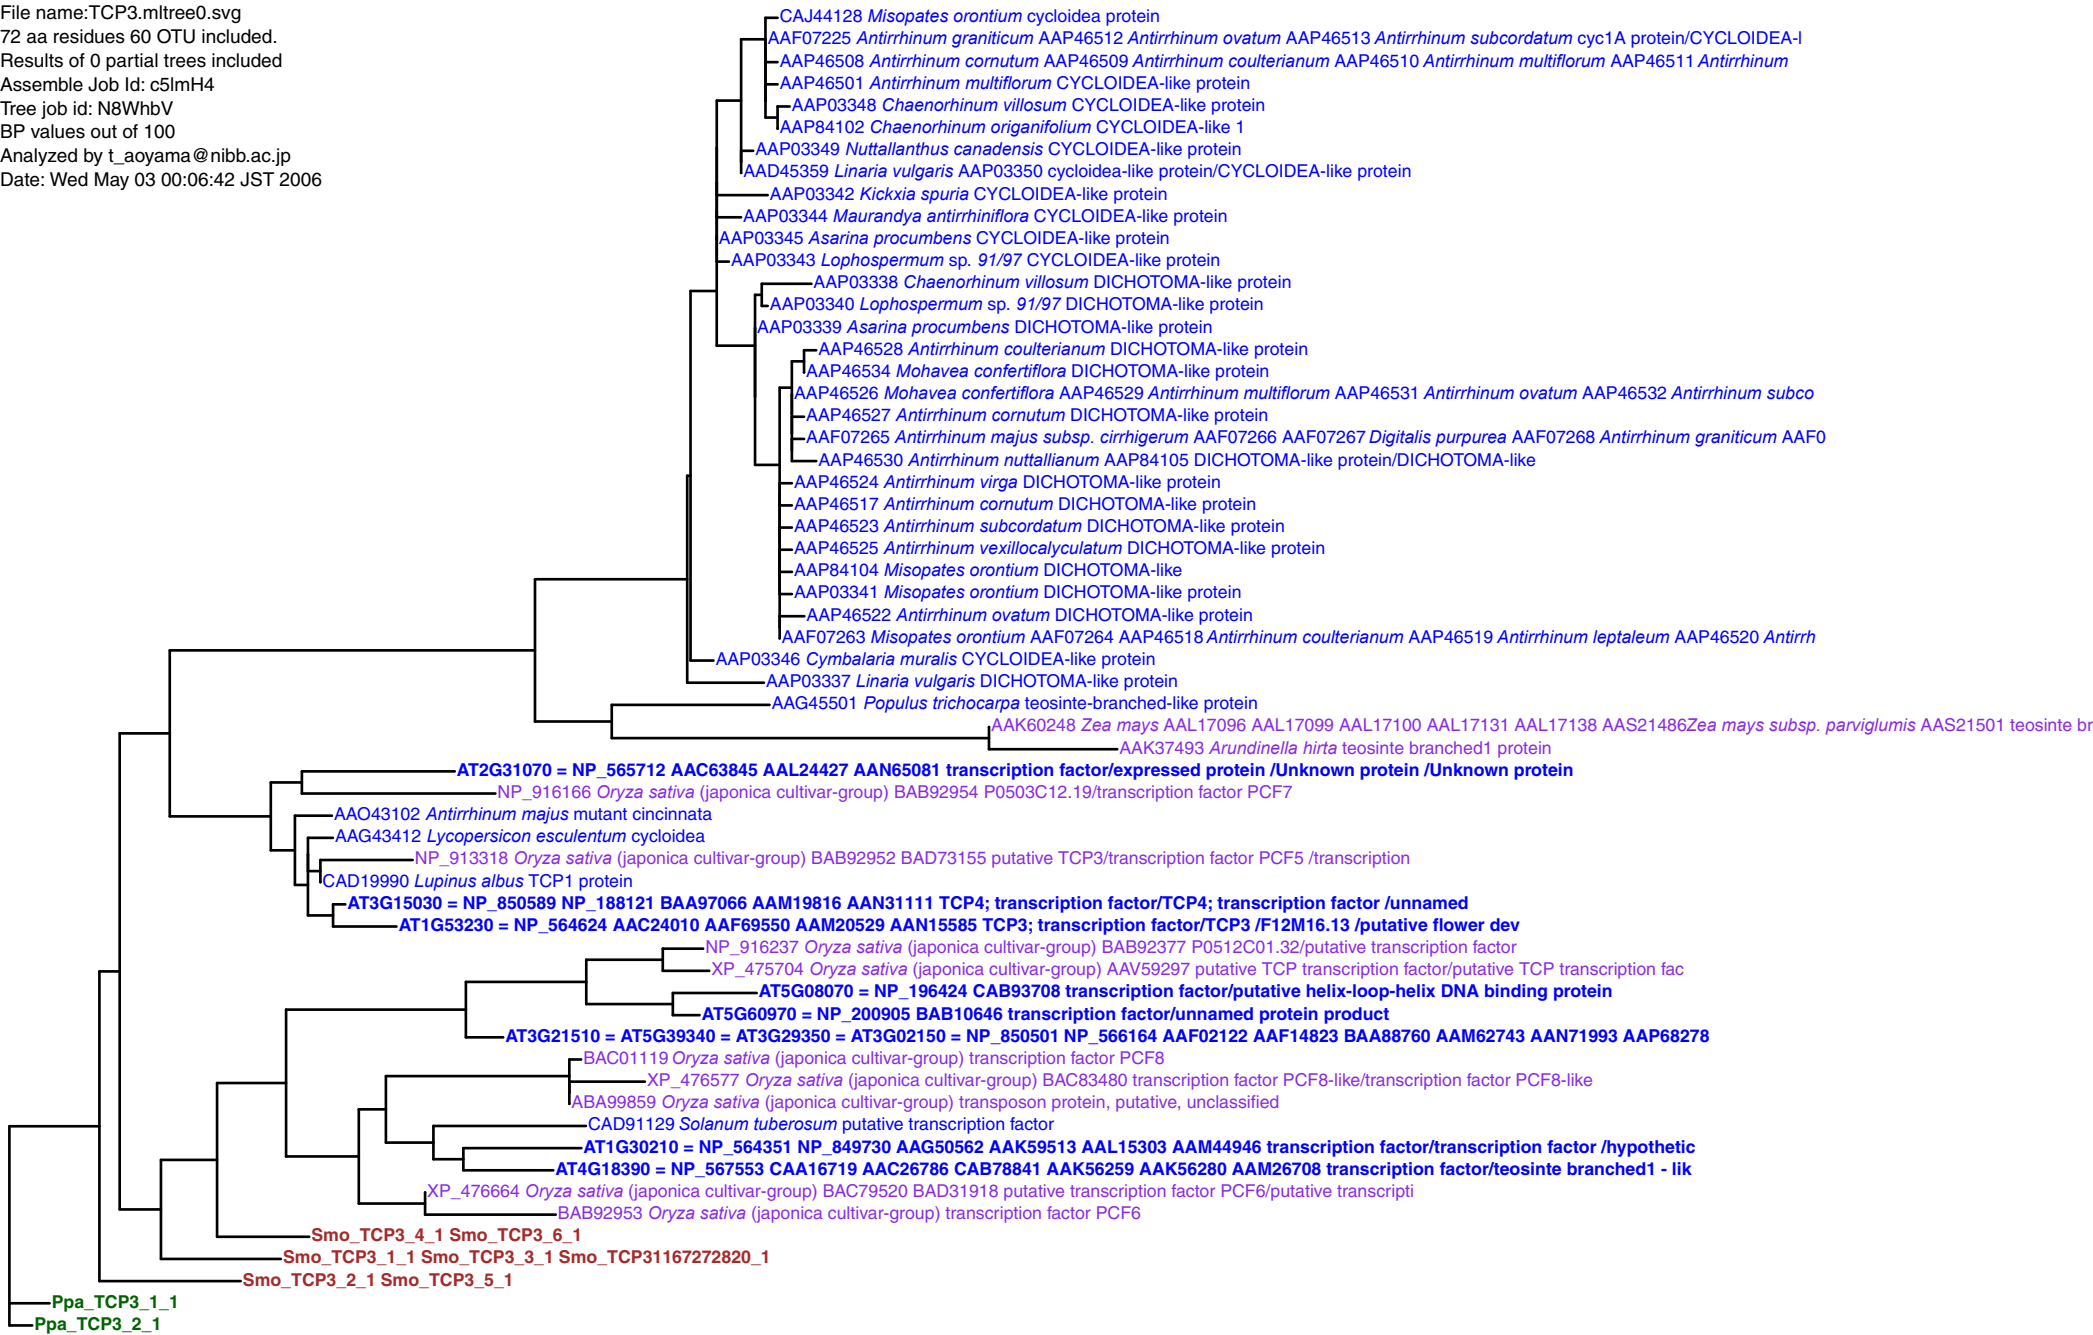 File name:TCP3.mltree0.svg
72 aa residues 60 OTU included.
Results of 0 partial trees included
Assemble Job Id: c5lmH4
Tree job id: N8WhbV
BP values out of 100
Analyzed by t_aoyama@nibb.ac.jp
Date: Wed May 03 00:06:42 JST 2006
CAJ44128 Misopates orontium cycloidea protein
AAF07225 Antirrhinum graniticum AAP46512 Antirrhinum ovatum AAP46513 Antirrhinum subcordatum cyc1A protein/CYCLOIDEA-l
AAP46508 Antirrhinum cornutum AAP46509 Antirrhinum coulterianum AAP46510 Antirrhinum multiflorum AAP46511 Antirrhinum
AAP46501 Antirrhinum multiflorum CYCLOIDEA-like protein
AAP03348 Chaenorhinum villosum CYCLOIDEA-like protein
AAP84102 Chaenorhinum origanifolium CYCLOIDEA-like 1
AAP03349 Nuttallanthus canadensis CYCLOIDEA-like protein
AAD45359 Linaria vulgaris AAP03350 cycloidea-like protein/CYCLOIDEA-like protein
AAP03342 Kickxia spuria CYCLOIDEA-like protein
AAP03344 Maurandya antirrhiniflora CYCLOIDEA-like protein
AAP03345 Asarina procumbens CYCLOIDEA-like protein
AAP03343 Lophospermum sp. 91/97 CYCLOIDEA-like protein
AAP03338 Chaenorhinum villosum DICHOTOMA-like protein
AAP03340 Lophospermum sp. 91/97 DICHOTOMA-like protein
AAP03339 Asarina procumbens DICHOTOMA-like protein
AAP46528 Antirrhinum coulterianum DICHOTOMA-like protein
AAP46534 Mohavea confertiflora DICHOTOMA-like protein
AAP46526 Mohavea confertiflora AAP46529 Antirrhinum multiflorum AAP46531 Antirrhinum ovatum AAP46532 Antirrhinum subco
AAP46527 Antirrhinum cornutum DICHOTOMA-like protein
AAF07265 Antirrhinum majus subsp. cirrhigerum AAF07266 AAF07267 Digitalis purpurea AAF07268 Antirrhinum graniticum AAF0
AAP46530 Antirrhinum nuttallianum AAP84105 DICHOTOMA-like protein/DICHOTOMA-like
AAP46524 Antirrhinum virga DICHOTOMA-like protein
AAP46517 Antirrhinum cornutum DICHOTOMA-like protein
AAP46523 Antirrhinum subcordatum DICHOTOMA-like protein
AAP46525 Antirrhinum vexillocalyculatum DICHOTOMA-like protein
AAP84104 Misopates orontium DICHOTOMA-like
AAP03341 Misopates orontium DICHOTOMA-like protein
AAP46522 Antirrhinum ovatum DICHOTOMA-like protein
AAF07263 Misopates orontium AAF07264 AAP46518 Antirrhinum coulterianum AAP46519 Antirrhinum leptaleum AAP46520 Antirrh
AAP03346 Cymbalaria muralis CYCLOIDEA-like protein
AAP03337 Linaria vulgaris DICHOTOMA-like protein
AAG45501 Populus trichocarpa teosinte-branched-like protein
AAK60248 Zea mays AAL17096 AAL17099 AAL17100 AAL17131 AAL17138 AAS21486 Zea mays subsp. parviglumis AAS21501 teosinte br
AAK37493 Arundinella hirta teosinte branched1 protein
AT2G31070 = NP_565712 AAC63845 AAL24427 AAN65081 transcription factor/expressed protein /Unknown protein /Unknown protein
NP_916166 Oryza sativa (japonica cultivar-group) BAB92954 P0503C12.19/transcription factor PCF7
AAO43102 Antirrhinum majus mutant cincinnata
AAG43412 Lycopersicon esculentum cycloidea
NP_913318 Oryza sativa (japonica cultivar-group) BAB92952 BAD73155 putative TCP3/transcription factor PCF5 /transcription
CAD19990 Lupinus albus TCP1 protein
AT3G15030 = NP_850589 NP_188121 BAA97066 AAM19816 AAN31111 TCP4; transcription factor/TCP4; transcription factor /unnamed
AT1G53230 = NP_564624 AAC24010 AAF69550 AAM20529 AAN15585 TCP3; transcription factor/TCP3 /F12M16.13 /putative flower dev
NP_916237 Oryza sativa (japonica cultivar-group) BAB92377 P0512C01.32/putative transcription factor
XP_475704 Oryza sativa (japonica cultivar-group) AAV59297 putative TCP transcription factor/putative TCP transcription fac
AT5G08070 = NP_196424 CAB93708 transcription factor/putative helix-loop-helix DNA binding protein
AT5G60970 = NP_200905 BAB10646 transcription factor/unnamed protein product
AT3G21510 = AT5G39340 = AT3G29350 = AT3G02150 = NP_850501 NP_566164 AAF02122 AAF14823 BAA88760 AAM62743 AAN71993 AAP68278
BAC01119 Oryza sativa (japonica cultivar-group) transcription factor PCF8
XP_476577 Oryza sativa (japonica cultivar-group) BAC83480 transcription factor PCF8-like/transcription factor PCF8-like
ABA99859 Oryza sativa (japonica cultivar-group) transposon protein, putative, unclassified
CAD91129 Solanum tuberosum putative transcription factor
AT1G30210 = NP_564351 NP_849730 AAG50562 AAK59513 AAL15303 AAM44946 transcription factor/transcription factor /hypothetic
AT4G18390 = NP_567553 CAA16719 AAC26786 CAB78841 AAK56259 AAK56280 AAM26708 transcription factor/teosinte branched1 - lik
XP_476664 Oryza sativa (japonica cultivar-group) BAC79520 BAD31918 putative transcription factor PCF6/putative transcripti
BAB92953 Oryza sativa (japonica cultivar-group) transcription factor PCF6
Smo_TCP3_4_1 Smo_TCP3_6_1
Smo_TCP3_1_1 Smo_TCP3_3_1 Smo_TCP31167272820_1
Smo_TCP3_2_1 Smo_TCP3_5_1
Ppa_TCP3_1_1
Ppa_TCP3_2_1